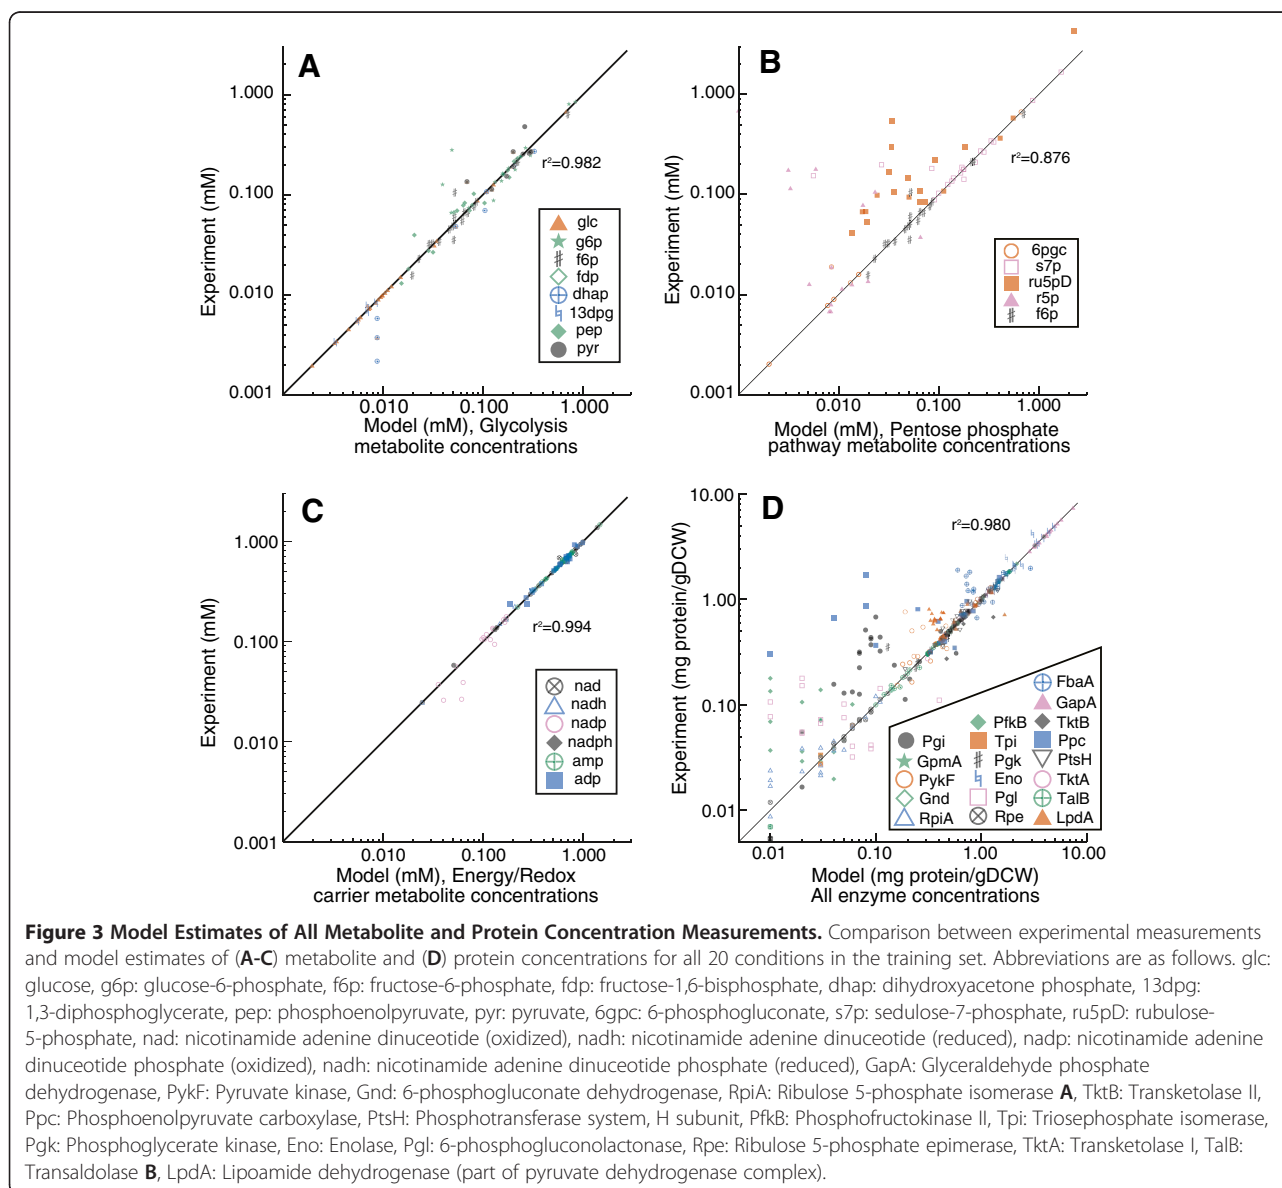 A
1.000
0.100
0.010
0.001
Experiment (mM)
r²=0.982
glc
g6p
f6p
fdp
dhap
13dpg
pep
pyr
0.010 0.100 1.000
Model (mM), Glycolysis
metabolite concentrations
B
1.000
0.100
0.010
0.001
Experiment (mM)
r²=0.876
6pgc
s7p
ru5pD
r5p
f6p
0.010 0.100 1.000
Model (mM), Pentose phosphate
pathway metabolite concentrations
C
1.000
0.100
0.010
0.001
Experiment (mM)
r²=0.994
nad
nadh
nadp
nadph
amp
adp
0.010 0.100 1.000
Model (mM), Energy/Redox
carrier metabolite concentrations
D
10.00
1.00
0.10
0.01
Experiment (mg protein/gDCW)
r²=0.980
FbaA
GapA
PfkB TktB
Pgi Tpi Ppc
GpmA Pgk PtsH
PykF Eno TktA
Gnd Pgl TalB
RpiA Rpe LpdA
0.01 0.10 1.00 10.00
Model (mg protein/gDCW)
All enzyme concentrations
Figure 3 Model Estimates of All Metabolite and Protein Concentration Measurements. Comparison between experimental measurements
and model estimates of (A-C) metabolite and (D) protein concentrations for all 20 conditions in the training set. Abbreviations are as follows. glc:
glucose, g6p: glucose-6-phosphate, f6p: fructose-6-phosphate, fdp: fructose-1,6-bisphosphate, dhap: dihydroxyacetone phosphate, 13dpg:
1,3-diphosphoglycerate, pep: phosphoenolpyruvate, pyr: pyruvate, 6gpc: 6-phosphogluconate, s7p: sedulose-7-phosphate, ru5pD: rubulose-
5-phosphate, nad: nicotinamide adenine dinuceotide (oxidized), nadh: nicotinamide adenine dinuceotide (reduced), nadp: nicotinamide adenine
dinuceotide phosphate (oxidized), nadh: nicotinamide adenine dinuceotide phosphate (reduced), GapA: Glyceraldehyde phosphate
dehydrogenase, PykF: Pyruvate kinase, Gnd: 6-phosphogluconate dehydrogenase, RpiA: Ribulose 5-phosphate isomerase A, TktB: Transketolase II,
Ppc: Phosphoenolpyruvate carboxylase, PtsH: Phosphotransferase system, H subunit, PfkB: Phosphofructokinase II, Tpi: Triosephosphate isomerase,
Pgk: Phosphoglycerate kinase, Eno: Enolase, Pgl: 6-phosphogluconolactonase, Rpe: Ribulose 5-phosphate epimerase, TktA: Transketolase I, TalB:
Transaldolase B, LpdA: Lipoamide dehydrogenase (part of pyruvate dehydrogenase complex).